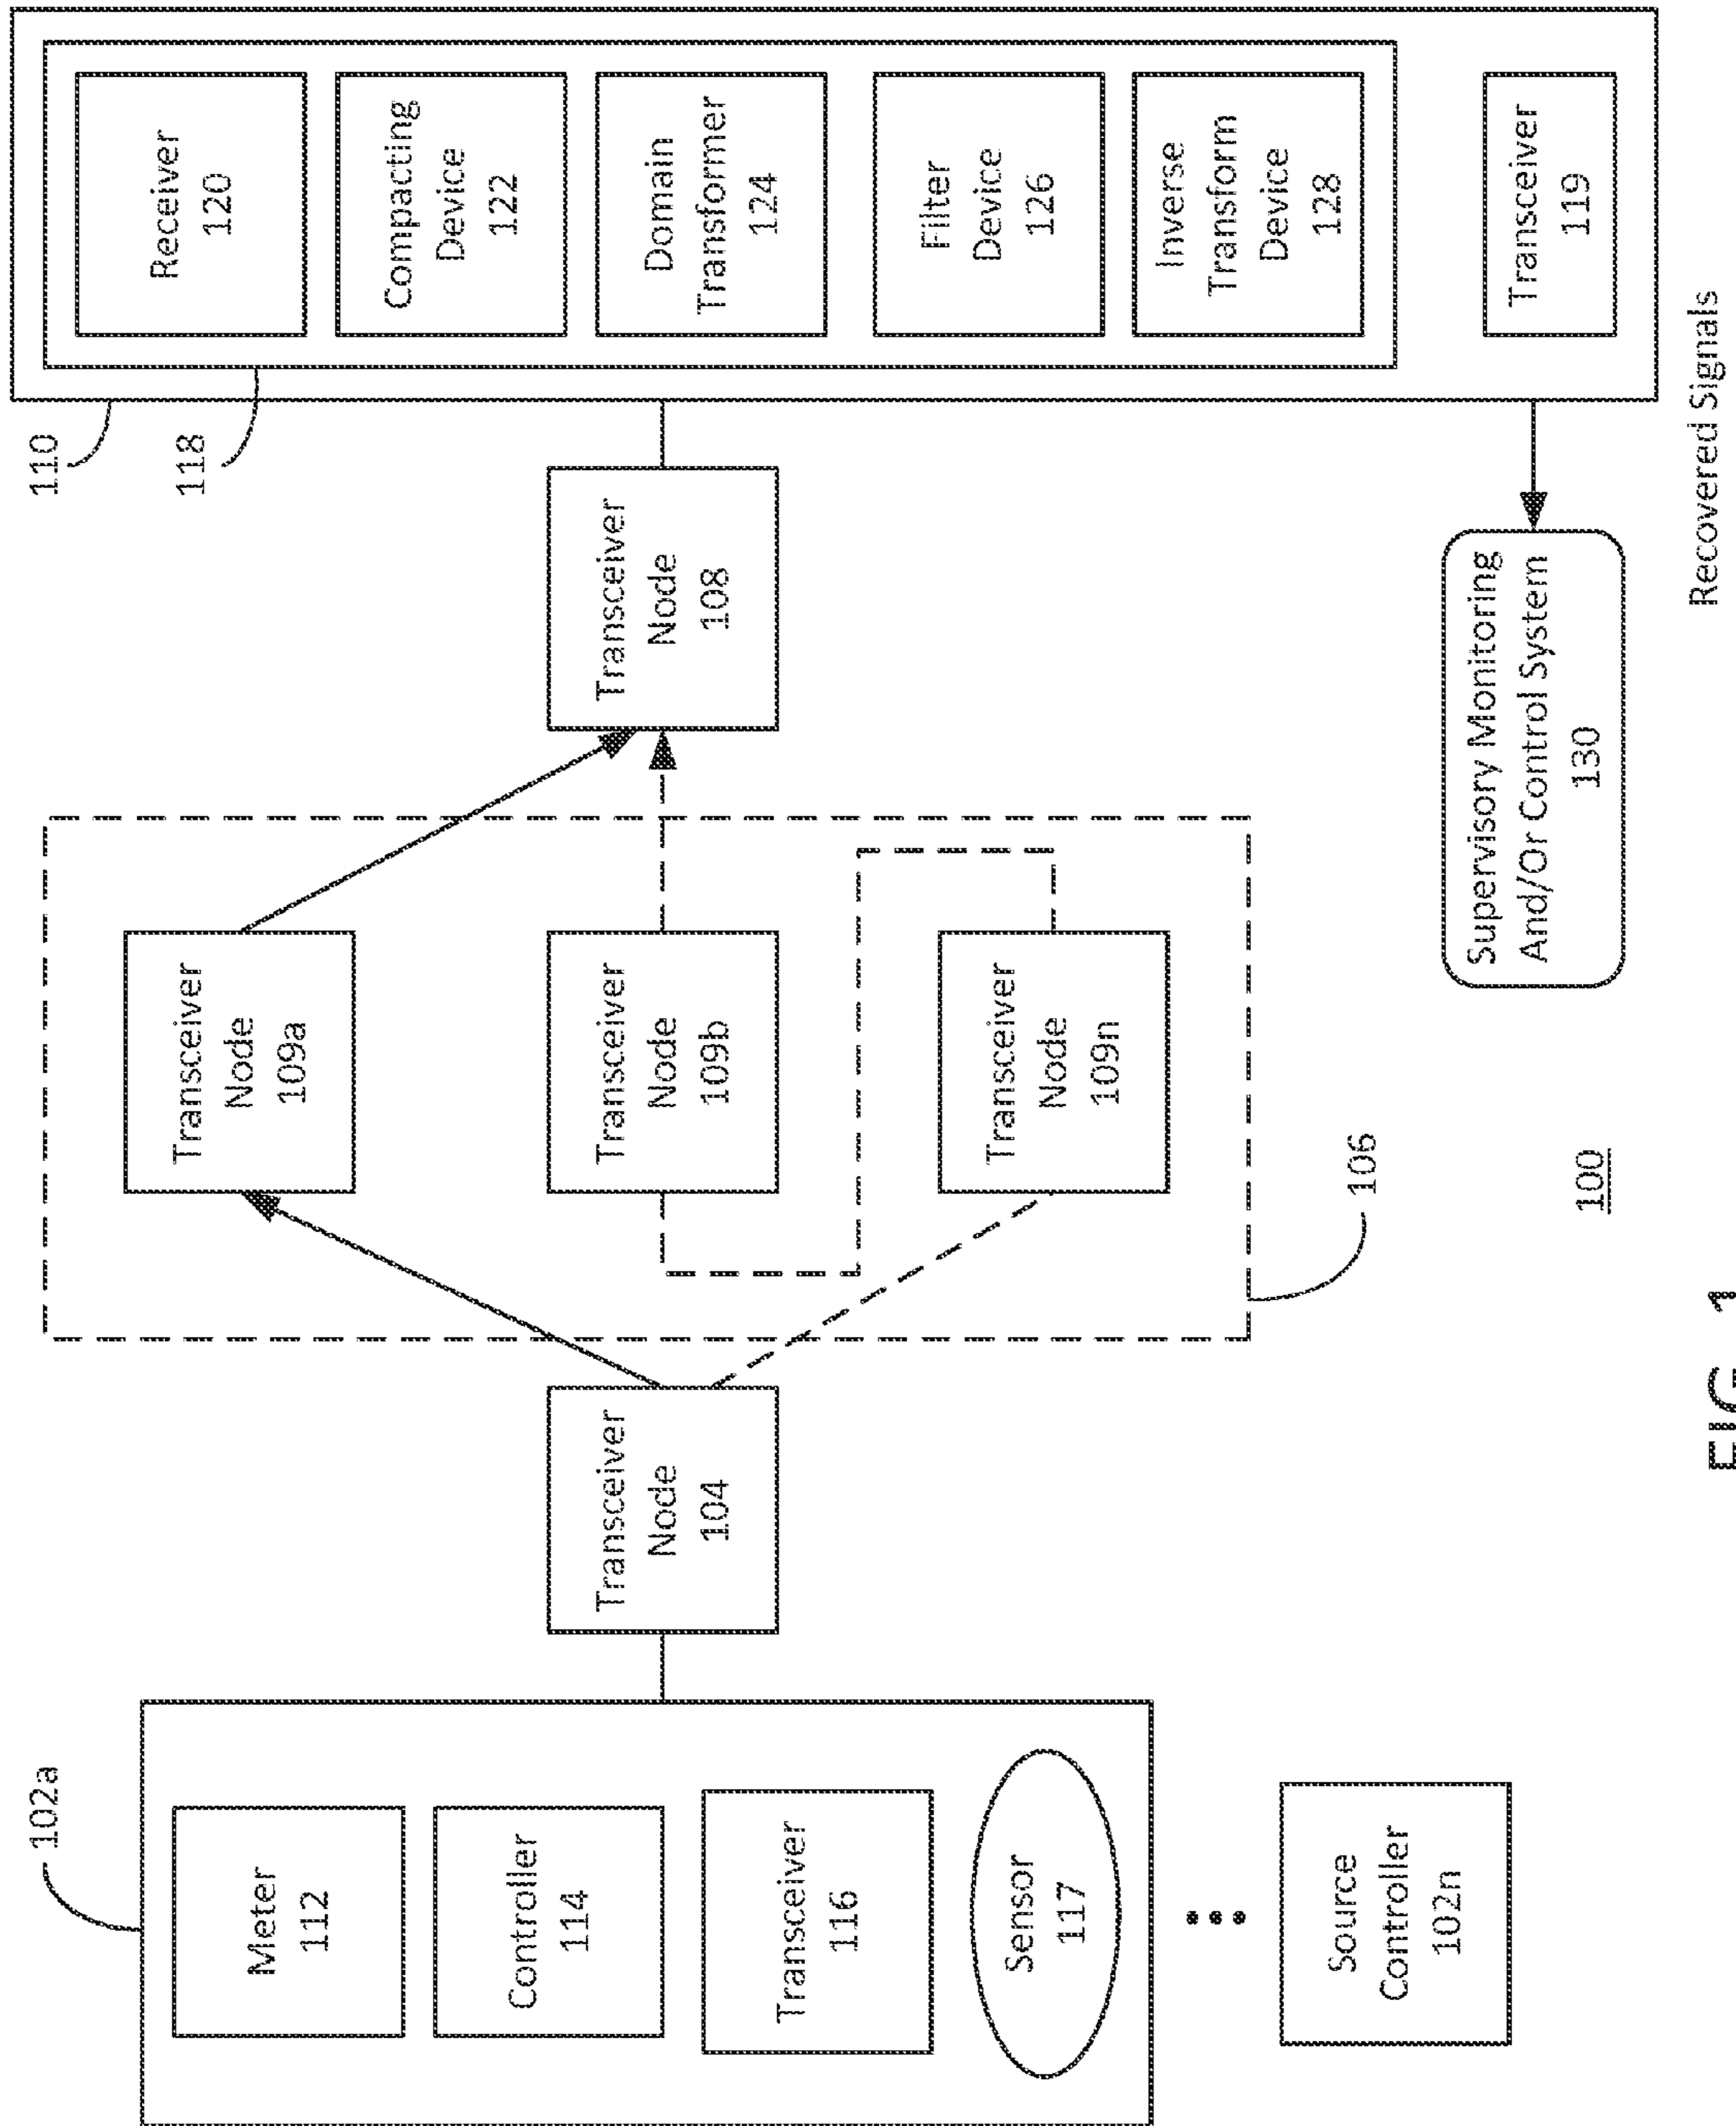 102a
Meter
112
Controller
114
Transceiver
116
Sensor
117
Source
Controller
102n
Transceiver
Node
104
Transceiver
Node
109a
Transceiver
Node
109b
Transceiver
Node
109n
106
Transceiver
Node
108
110
118
Receiver
120
Compacting
Device
122
Domain
Transformer
124
Filter
Device
126
Inverse
Transform
Device
128
Transceiver
119
Supervisory Monitoring
And/Or Control System
130
Recovered Signals
100
FIG. 1